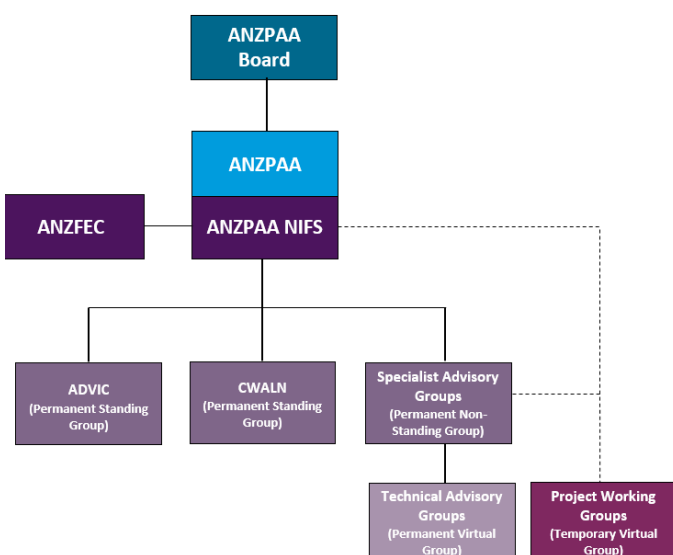 ANZPAA
Board
ANZPAA
ANZFEC
ANZPAA NIFS
ADVIC
(Permanent Standing
Group)
CWALN
(Permanent Standing
Group)
Specialist Advisory
Groups
(Permanent Non-
Standing Group)
Technical Advisory
Groups
(Permanent Virtual
Group)
Project Working
Groups
(Temporary Virtual
Group)